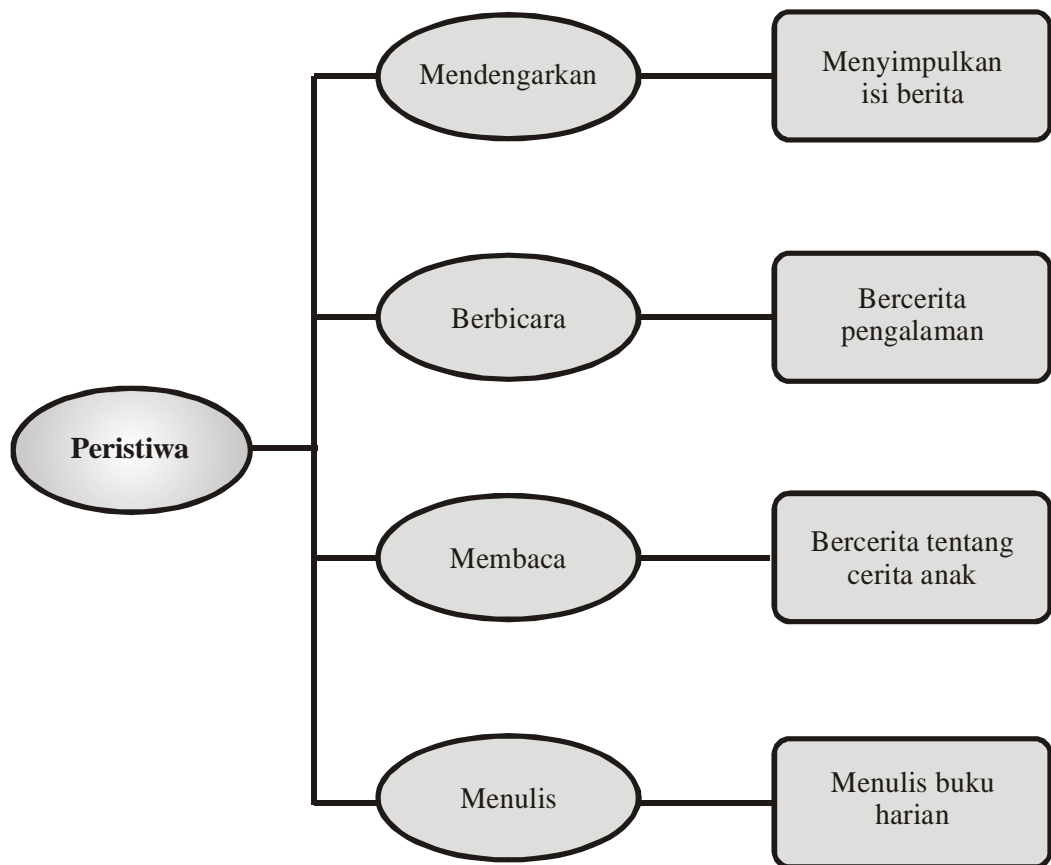 Mendengarkan
Menyimpulkan
isi berita
Berbicara
Bercerita
pengalaman
Peristiwa
Membaca
Bercerita tentang
cerita anak
Menulis
Menulis buku
harian